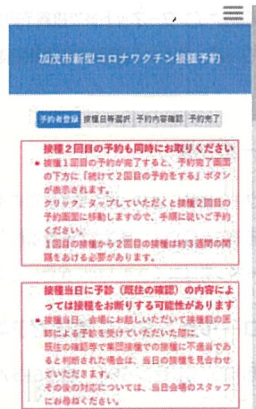 加茂市新型コロナワクチン接種予約
予約者登録 接種日等選択 予約内容確認 予約完了
接種2回目の予約も同時にお取りください
● 接種1回目の予約が完了すると、予約完了画面
の下方に「続けて2回目の予約をする」ボタン
が表示されます。
クリック、タップしていただくと接種2回目の
予約画面に移動しますので、手順に従いご予約
ください。
1回目の接種から2回目の接種は約3週間の間
隔をあける必要があります。
接種当日に予診(既往の確認)の内容によ
っては接種をお断りする可能性があります
● 接種当日、会場にお越しいただいて接種前の医
師による予診を受けていただいた際に、
既往の確認等で集団接種での接種に不適当であ
ると判断された場合は、当日の接種を見合わせ
ていただきます。
その後の対応については、当日会場のスタッフ
にお尋ねください。